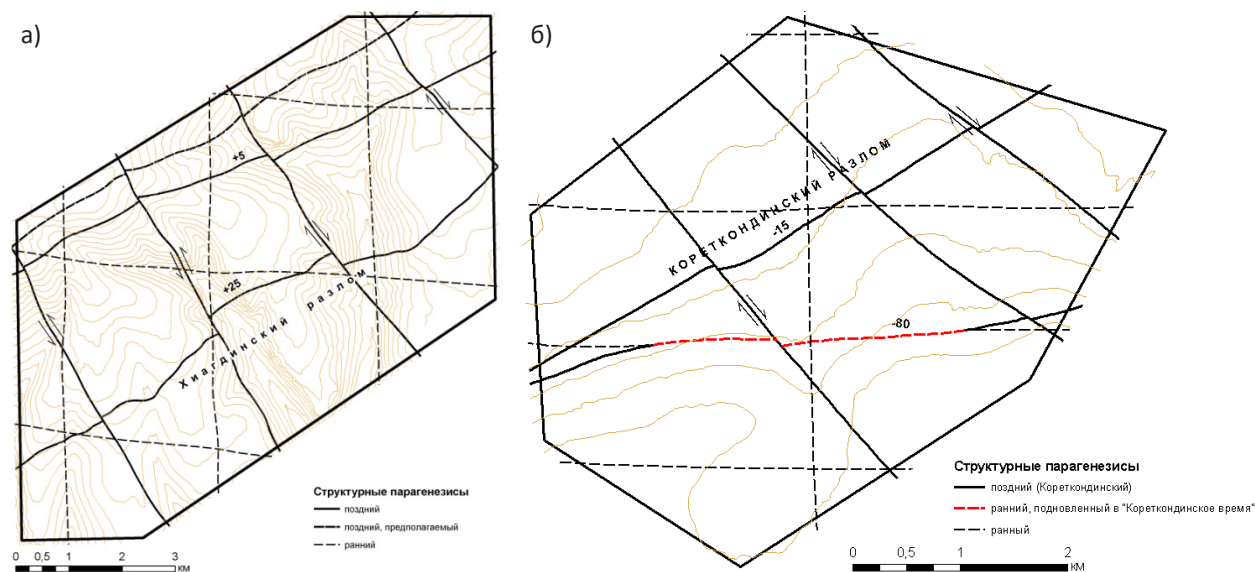 а)
+5
+25
Хиагдинский разлом
Структурные парагенезисы
поздний
поздний, предполагаемый
ранний
0 0,5 1 2 3
КМ
б)
КОРЕТКОНДИНСКИЙ РАЗЛОМ
-15
-80
Структурные парагенезисы
поздний (Кореткондинский)
ранний, подновленный в "Кореткондинское время"
ранный
0 0,5 1 2
КМ